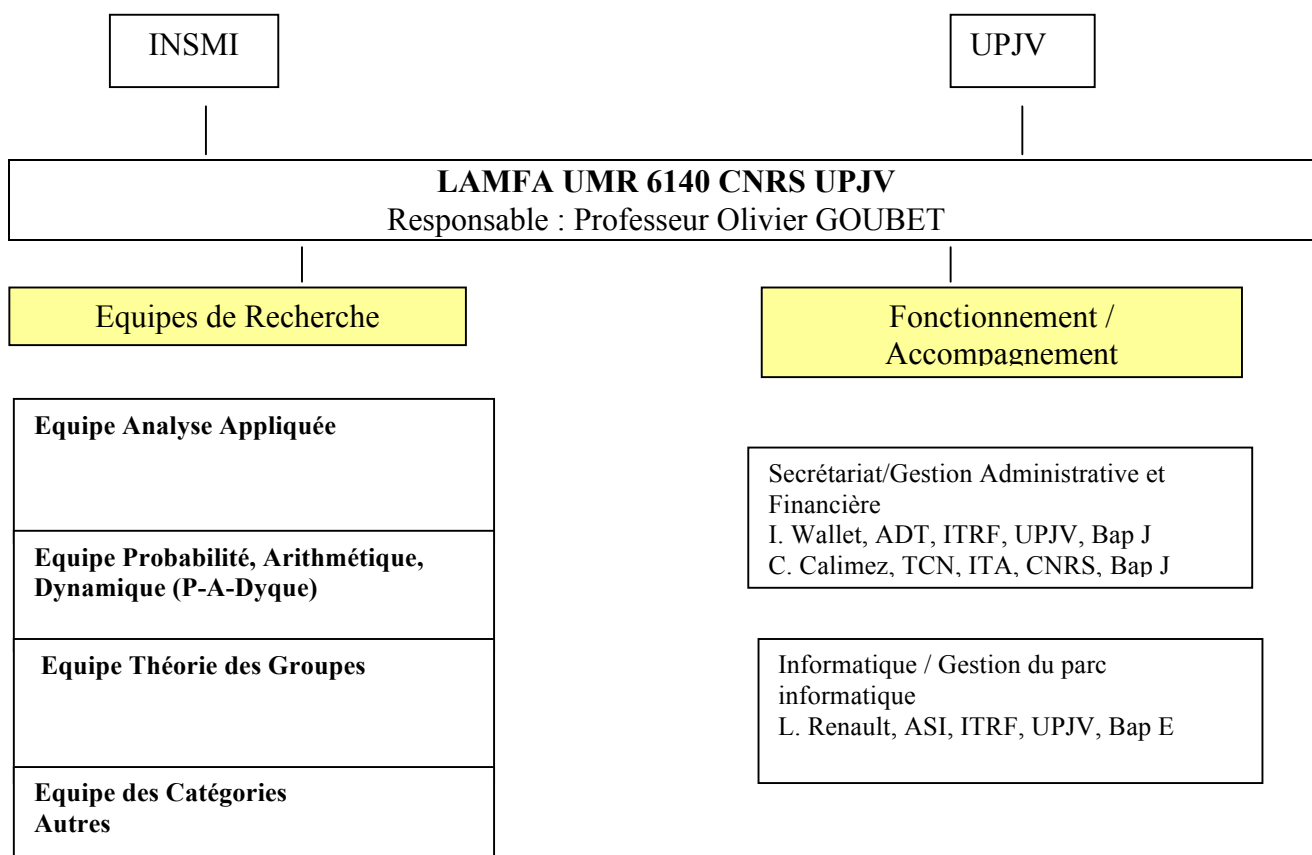 INSMI
UPJV
LAMFA UMR 6140 CNRS UPJV
Responsable : Professeur Olivier GOUBET
Equipes de Recherche
Fonctionnement /
Accompagnement
Equipe Analyse Appliquée
Equipe Probabilité, Arithmétique,
Dynamique (P-A-Dyque)
Equipe Théorie des Groupes
Equipe des Catégories
Autres
Secrétariat/Gestion Administrative et
Financière
I. Wallet, ADT, ITRF, UPJV, Bap J
C. Calimez, TCN, ITA, CNRS, Bap J
Informatique / Gestion du parc
informatique
L. Renault, ASI, ITRF, UPJV, Bap E